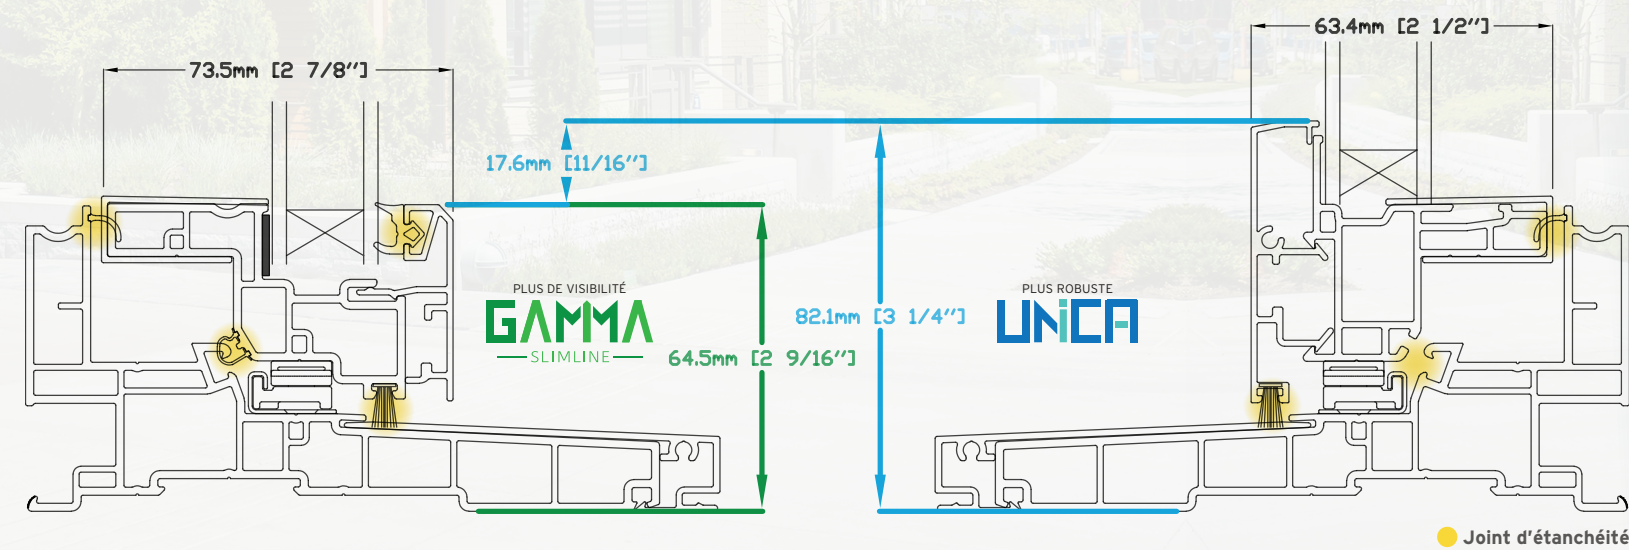 63.4mm [2 1/2’’]
73.5mm [2 7/8’’]
17.6mm [11/16’’]
PLUS DE VISIBILITÉ
GAMMA
SLIMLINE
PLUS ROBUSTE
UNiCA
82.1mm [3 1/4’’]
64.5mm [2 9/16’’]
Joint d’étanchéité